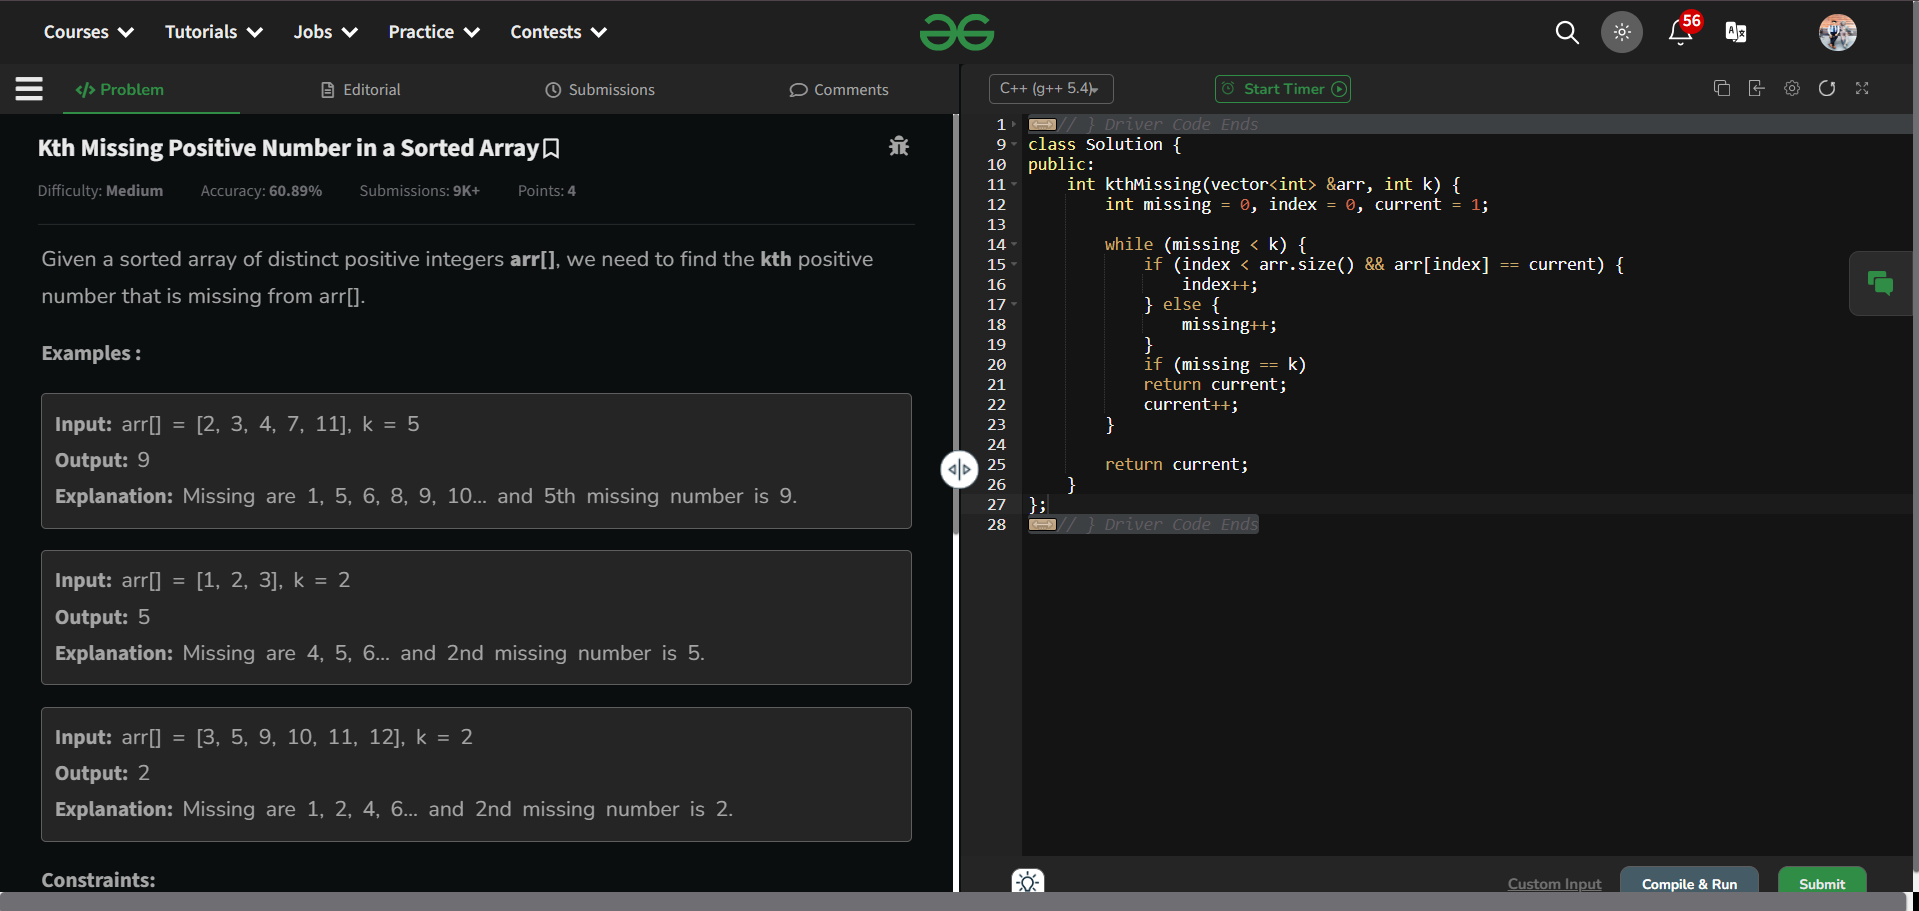 Courses Tutorials Jobs Practice Contests 56
Problem Editorial Submissions Comments
Kth Missing Positive Number in a Sorted Array
Difficulty: Medium Accuracy: 60.89% Submissions: 9K+ Points: 4
Given a sorted array of distinct positive integers arr[], we need to find the kth positive
number that is missing from arr[].
Examples :
Input: arr[] = [2, 3, 4, 7, 11], k = 5
Output: 9
Explanation: Missing are 1, 5, 6, 8, 9, 10… and 5th missing number is 9.
Input: arr[] = [1, 2, 3], k = 2
Output: 5
Explanation: Missing are 4, 5, 6… and 2nd missing number is 5.
Input: arr[] = [3, 5, 9, 10, 11, 12], k = 2
Output: 2
Explanation: Missing are 1, 2, 4, 6… and 2nd missing number is 2.
Constraints:
C++ (g++ 5.4) Start Timer
1 // } Driver Code Ends
9 class Solution {
10 public:
11 int kthMissing(vector<int> &arr, int k) {
12 int missing = 0, index = 0, current = 1;
13
14 while (missing < k) {
15 if (index < arr.size() && arr[index] == current) {
16 index++;
17 } else {
18 missing++;
19 }
20 if (missing == k)
21 return current;
22 current++;
23 }
24
25 return current;
26 }
27 };
28 // } Driver Code Ends
Custom Input Compile & Run Submit